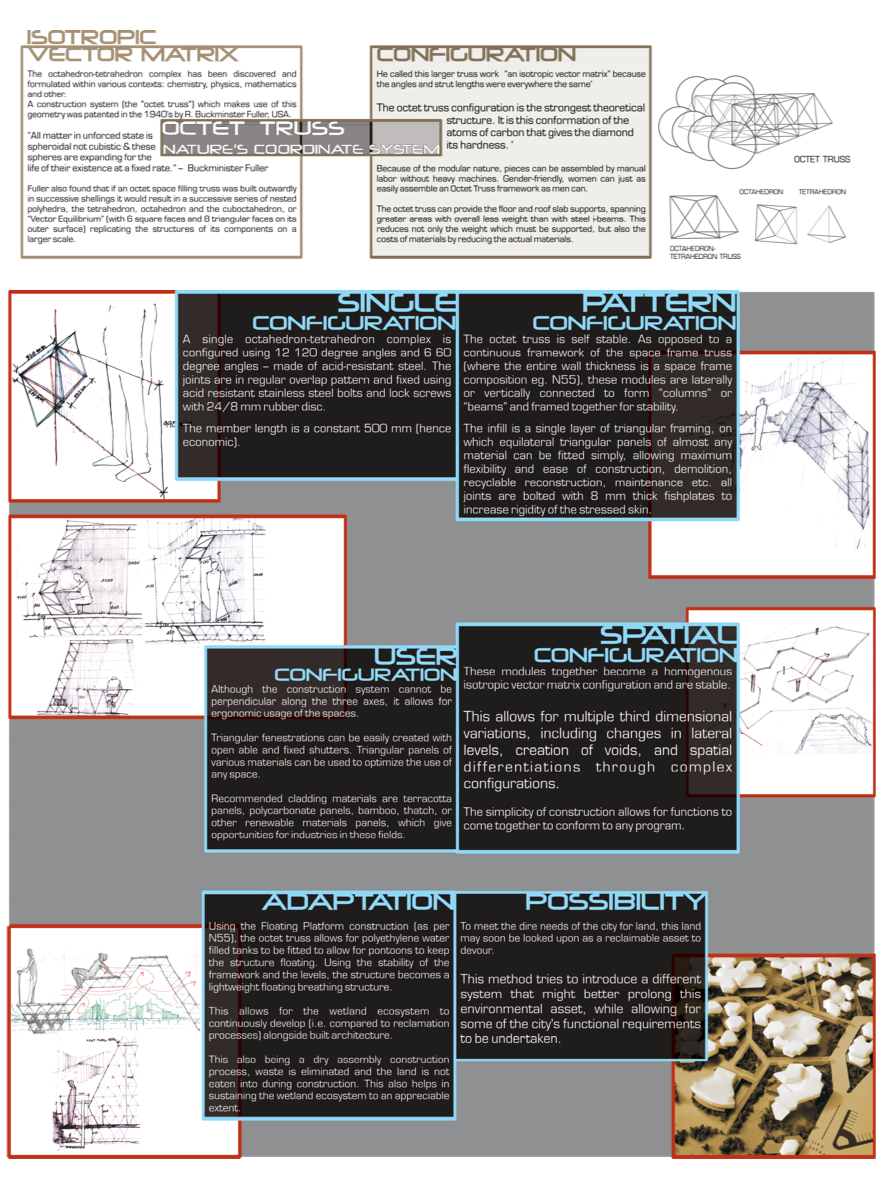 ISOTROPIC
VECTOR MATRIX
The octahedron-tetrahedron complex has been discovered and
formulated within various contexts: chemistry, physics, mathematics
and other.
A construction system (the "octet truss") which makes use of this
geometry was patented in the 1940's by R. Buckminster Fuller, USA.
"All matter in unforced state is
spheroidal not cubistic & these
spheres are expanding for the
life of their existence at a fixed rate." – Buckminister Fuller
Fuller also found that if an octet space filling truss was built outwardly
in successive shellings it would result in a successive series of nested
polyhedra, the tetrahedron, octahedron and the cuboctahedron, or
"Vector Equilibrium" (with 6 square faces and 8 triangular faces on its
outer surface) replicating the structures of its components on a
larger scale.
OCTET TRUSS
NATURE'S COORDINATE SYSTEM
CONFIGURATION
He called this larger truss work "an isotropic vector matrix" because
the angles and strut lengths were everywhere the same'
The octet truss configuration is the strongest theoretical
structure. It is this conformation of the
atoms of carbon that gives the diamond
its hardness. "
Because of the modular nature, pieces can be assembled by manual
labor without heavy machines. Gender-friendly, women can just as
easily assemble an Octet Truss framework as men can.
The octet truss can provide the floor and roof slab supports, spanning
greater areas with overall less weight than with steel i-beams. This
reduces not only the weight which must be supported, but also the
costs of materials by reducing the actual materials.
OCTET TRUSS
OCTAHEDRON
TETRAHEDRON
OCTAHEDRON-
TETRAHEDRON TRUSS
SINGLE
CONFIGURATION
A single octahedron-tetrahedron complex is
configured using 12 120 degree angles and 6 60
degree angles – made of acid-resistant steel. The
joints are in regular overlap pattern and fixed using
acid resistant stainless steel bolts and lock screws
with 24/8 mm rubber disc.
The member length is a constant 500 mm (hence
economic).
PATTERN
CONFIGURATION
The octet truss is self stable. As opposed to a
continuous framework of the space frame truss
(where the entire wall thickness is a space frame
composition eg. N55), these modules are laterally
or vertically connected to form "columns" or
"beams" and framed together for stability.
The infill is a single layer of triangular framing, on
which equilateral triangular panels of almost any
material can be fitted simply, allowing maximum
flexibility and ease of construction, demolition,
recyclable reconstruction, maintenance etc. all
joints are bolted with 8 mm thick fishplates to
increase rigidity of the stressed skin.
USER
CONFIGURATION
Although the construction system cannot be
perpendicular along the three axes, it allows for
ergonomic usage of the spaces.
Triangular fenestrations can be easily created with
open able and fixed shutters. Triangular panels of
various materials can be used to optimize the use of
any space.
Recommended cladding materials are terracotta
panels, polycarbonate panels, bamboo, thatch, or
other renewable materials panels, which give
opportunities for industries in these fields.
SPATIAL
CONFIGURATION
These modules together become a homogenous
isotropic vector matrix configuration and are stable.
This allows for multiple third dimensional
variations, including changes in lateral
levels, creation of voids, and spatial
differentiations through complex
configurations.
The simplicity of construction allows for functions to
come together to conform to any program.
ADAPTATION
Using the Floating Platform construction (as per
N55), the octet truss allows for polyethylene water
filled tanks to be fitted to allow for pontoons to keep
the structure floating. Using the stability of the
framework and the levels, the structure becomes a
lightweight floating breathing structure.
This allows for the wetland ecosystem to
continuously develop (i.e. compared to reclamation
processes) alongside built architecture.
This also being a dry assembly construction
process, waste is eliminated and the land is not
eaten into during construction. This also helps in
sustaining the wetland ecosystem to an appreciable
extent.
POSSIBILITY
To meet the dire needs of the city for land, this land
may soon be looked upon as a reclaimable asset to
devour.
This method tries to introduce a different
system that might better prolong this
environmental asset, while allowing for
some of the city's functional requirements
to be undertaken.